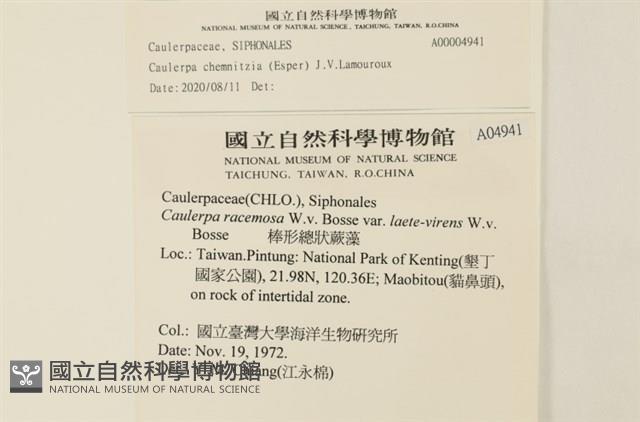 國立自然科學博物館
NATIONAL MUSEUM OF NATURAL SCIENCE, TAICHUNG, TAIWAN, R.O.CHINA
Caulerpaceae, SIPHONALES A00004941
Caulerpa chemnitzia (Esper) J.V.Lamouroux
Date:2020/08/11 Det:
國立自然科學博物館 A04941
NATIONAL MUSEUM OF NATURAL SCIENCE
TAICHUNG, TAIWAN, R.O.CHINA
Caulerpaceae(CHLO.), Siphonales
Caulerpa racemosa W.v. Bosse var. laete-virens W.v.
Bosse 棒形總狀蕨藻
Loc.: Taiwan.Pintung: National Park of Kenting(墾丁
國家公園), 21.98N, 120.36E; Maobitou(貓鼻頭),
on rock of intertidal zone.
Col.: 國立臺灣大學海洋生物研究所
Date: Nov. 19, 1972.
(江永棉)
國立自然科學博物館
NATIONAL MUSEUM OF NATURAL SCIENCE